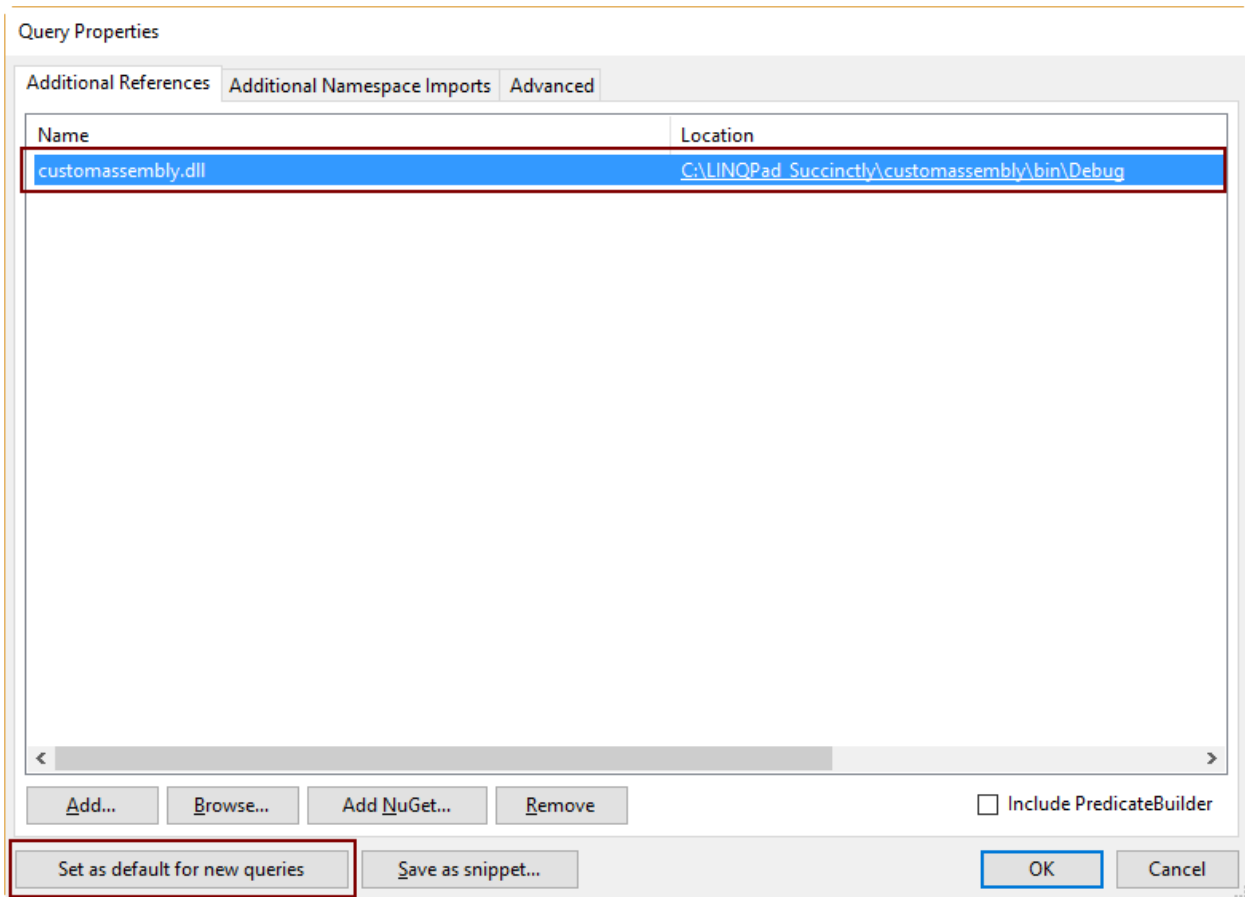 Query Properties
Additional References Additional Namespace Imports Advanced
Name Location
customassembly.dll C:\LINQPad_Succinctly\customassembly\bin\Debug
Add... Browse... Add NuGet... Remove Include PredicateBuilder
Set as default for new queries Save as snippet... OK Cancel